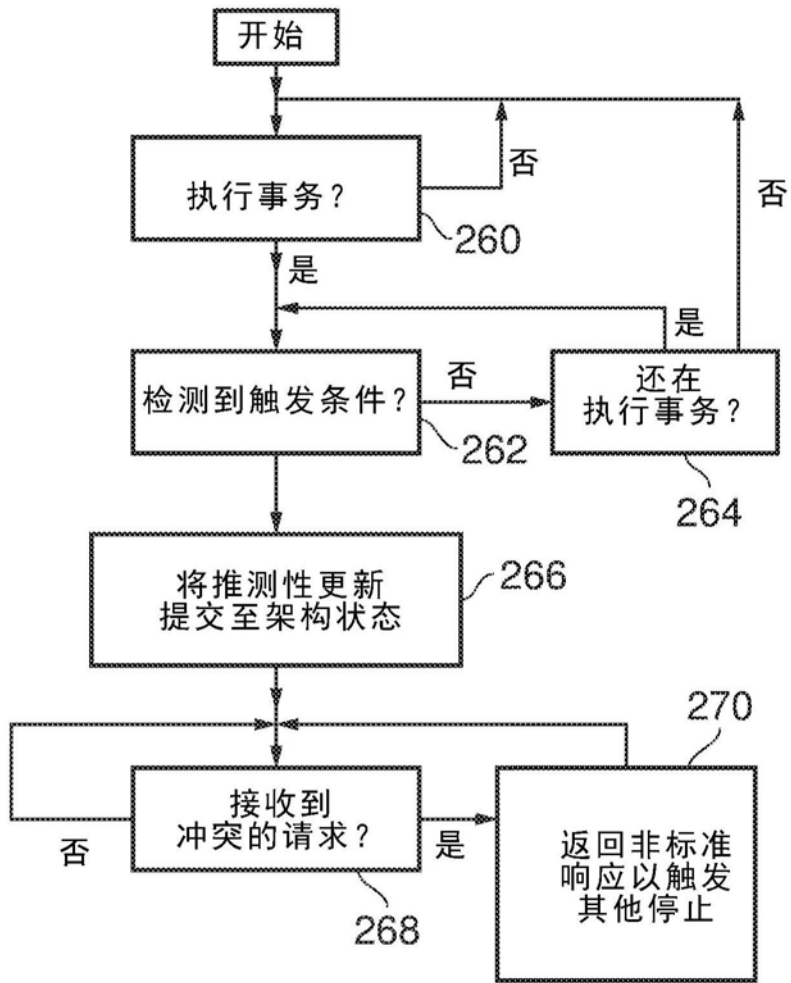 开始
执行事务？
否
260
否
是
检测到触发条件？
否
262
是
还在
执行事务？
264
将推测性更新
提交至架构状态
266
接收到
冲突的请求？
否
是
268
270
返回非标准
响应以触发
其他停止